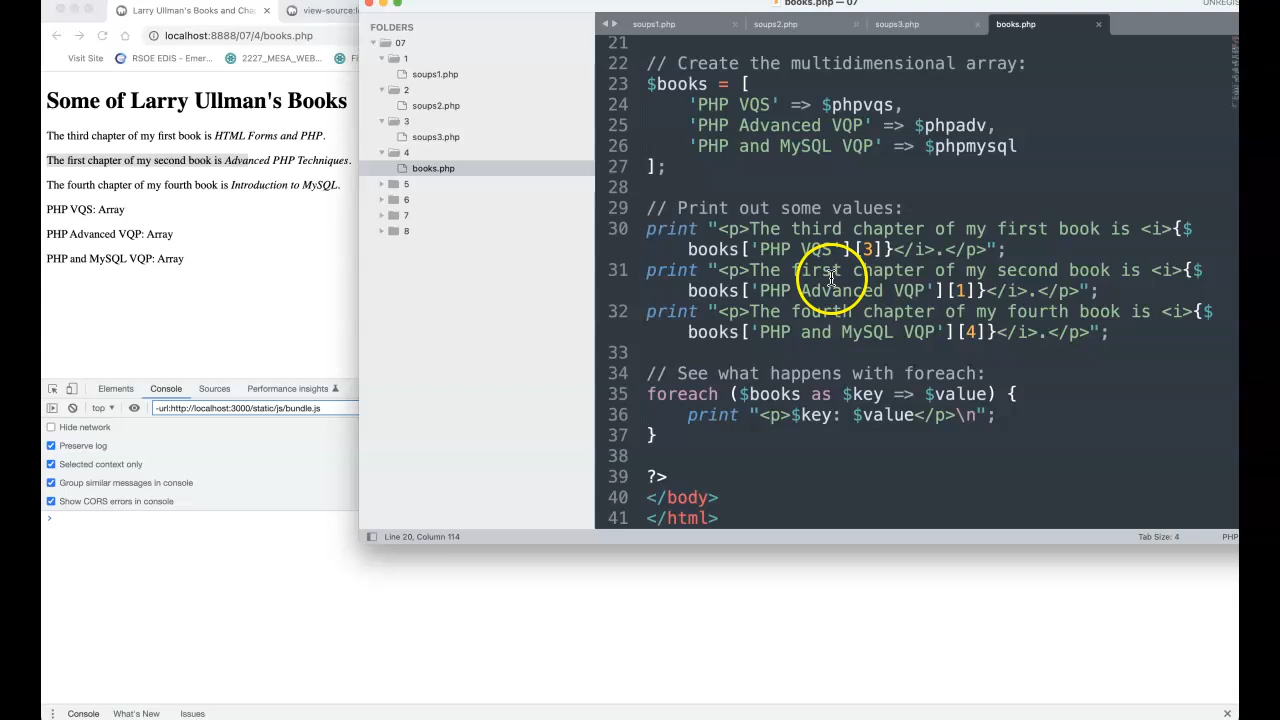 Larry Ullman's Books and Cha
view-source:l
localhost:8888/07/4/books.php
Visit Site
RSOE EDIS - Emer...
2227_MESA_WEB...
Some of Larry Ullman's Books
The third chapter of my first book is HTML Forms and PHP.
The first chapter of my second book is Advanced PHP Techniques.
The fourth chapter of my fourth book is Introduction to MySQL.
PHP VQS: Array
PHP Advanced VQP: Array
PHP and MySQL VQP: Array
Elements Console Sources Performance insights
top -url:http://localhost:3000/static/js/bundle.js
Hide network
Preserve log
Selected context only
Group similar messages in console
Show CORS errors in console
>
books.php — 07
UNREGIS
FOLDERS
07
1
soups1.php
2
soups2.php
3
soups3.php
4
books.php
5
6
7
8
soups1.php soups2.php soups3.php books.php
21
22 // Create the multidimensional array:
23 $books = [
24 'PHP VQS' => $phpvqs,
25 'PHP Advanced VQP' => $phpadv,
26 'PHP and MySQL VQP' => $phpmysql
27 ];
28
29 // Print out some values:
30 print "<p>The third chapter of my first book is <i>{$
books['PHP VQS'][3]}</i>.</p>";
31 print "<p>The first chapter of my second book is <i>{$
books['PHP Advanced VQP'][1]}</i>.</p>";
32 print "<p>The fourth chapter of my fourth book is <i>{$
books['PHP and MySQL VQP'][4]}</i>.</p>";
33
34 // See what happens with foreach:
35 foreach ($books as $key => $value) {
36 print "<p>$key: $value</p>\n";
37 }
38
39 ?>
40 </body>
41 </html>
Line 20, Column 114
Tab Size: 4
PHP
Console What's New Issues